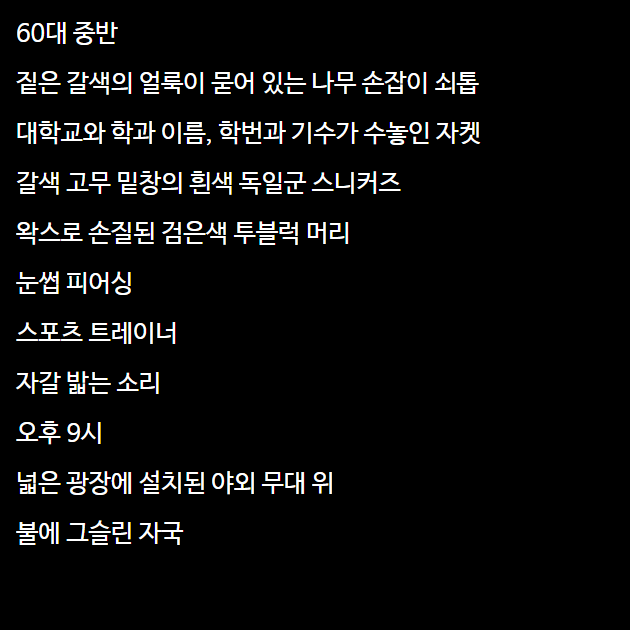 60대 중반
짙은 갈색의 얼룩이 묻어 있는 나무 손잡이 쇠톱
대학교와 학과 이름, 학번과 기수가 수놓인 자켓
갈색 고무 밑창의 흰색 독일군 스니커즈
왁스로 손질된 검은색 투블럭 머리
눈썹 피어싱
스포츠 트레이너
자갈 밟는 소리
오후 9시
넓은 광장에 설치된 야외 무대 위
불에 그슬린 자국